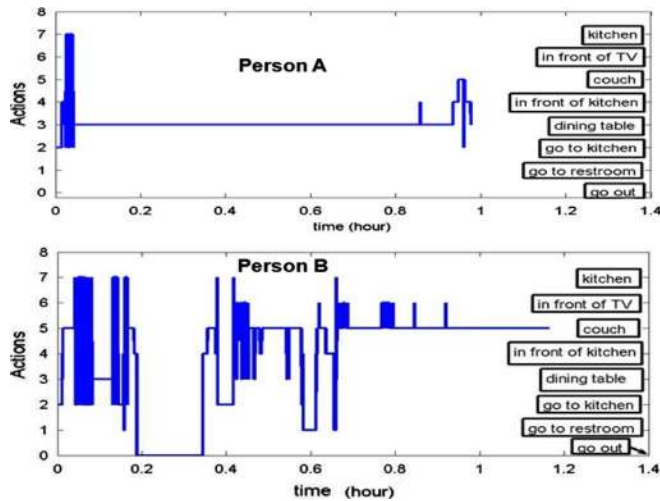 8
7
6
5
4
3
2
1
0
Actions
Person A
kitchen
in front of TV
couch
in front of kitchen
dining table
go to kitchen
go to restroom
go out
0 0.2 0.4 0.6 0.8 1 1.2 1.4
time (hour)
8
7
6
5
4
3
2
1
0
Actions
Person B
kitchen
in front of TV
couch
in front of kitchen
dining table
go to kitchen
go to restroom
go out
0 0.2 0.4 0.6 0.8 1 1.2 1.4
time (hour)